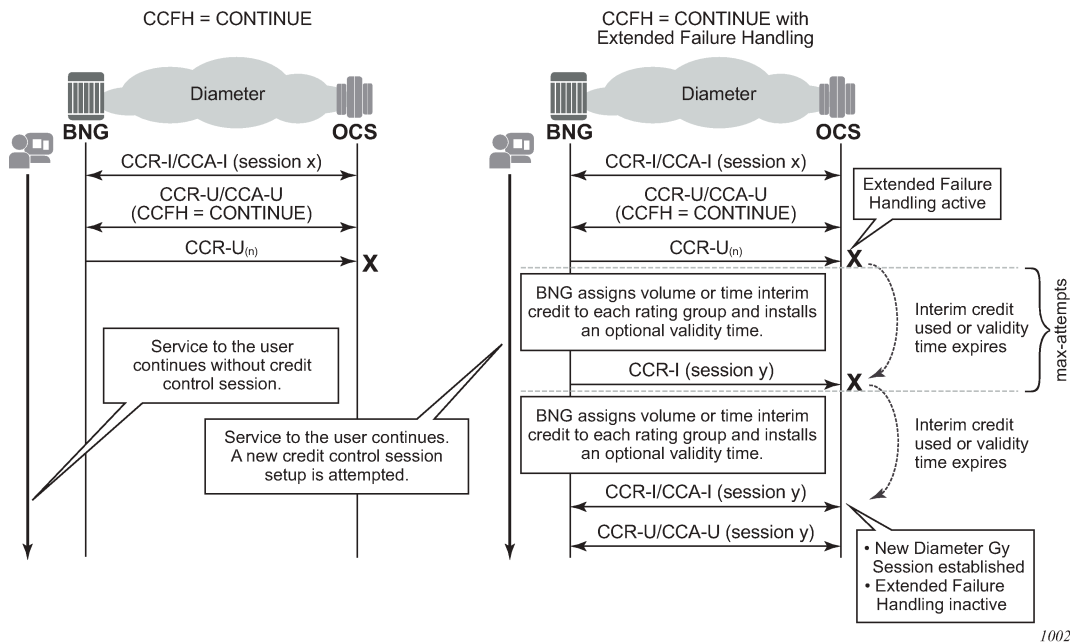 CCFH = CONTINUE
Diameter
BNG
OCS
CCR-I/CCA-I (session x)
CCR-U/CCA-U
(CCFH = CONTINUE)
CCR-U(n)
X
Service to the user
continues without credit
control session.
CCFH = CONTINUE with
Extended Failure Handling
Diameter
BNG
OCS
CCR-I/CCA-I (session x)
CCR-U/CCA-U
(CCFH = CONTINUE)
Extended Failure
Handling active
CCR-U(n)
X
BNG assigns volume or time interim
credit to each rating group and installs
an optional validity time.
Interim credit
used or validity
time expires
max-attempts
CCR-I (session y)
X
Service to the user continues.
A new credit control session
setup is attempted.
BNG assigns volume or time interim
credit to each rating group and installs
an optional validity time.
Interim credit
used or validity
time expires
CCR-I/CCA-I (session y)
CCR-U/CCA-U (session y)
• New Diameter Gy
Session established
• Extended Failure
Handling inactive
1002